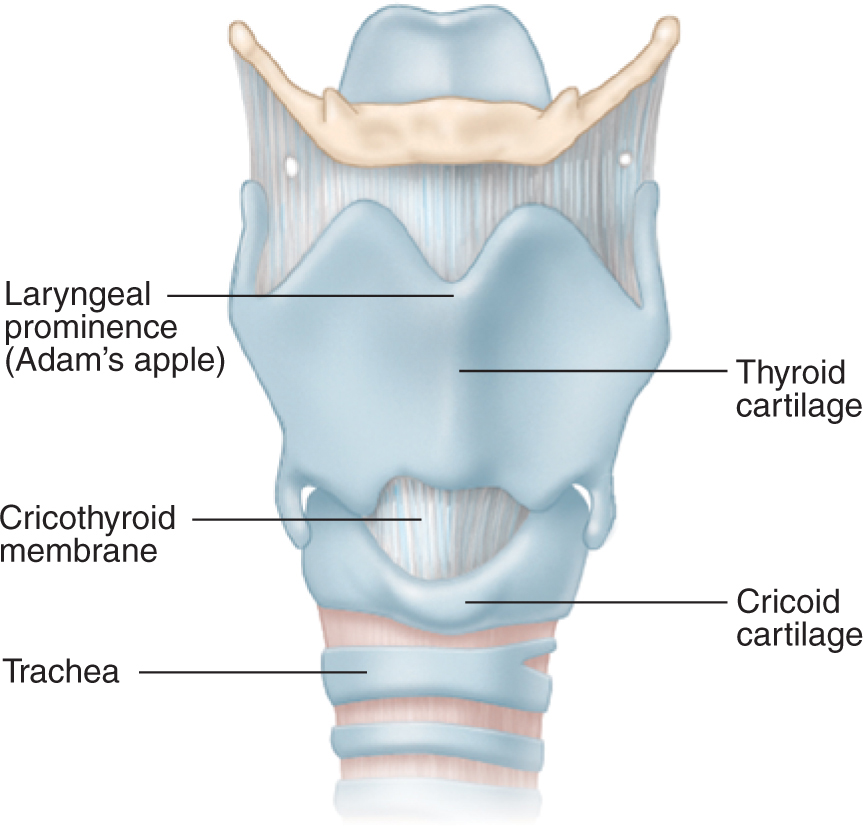 Laryngeal
prominence
(Adam's apple)
Thyroid
cartilage
Cricothyroid
membrane
Cricoid
cartilage
Trachea